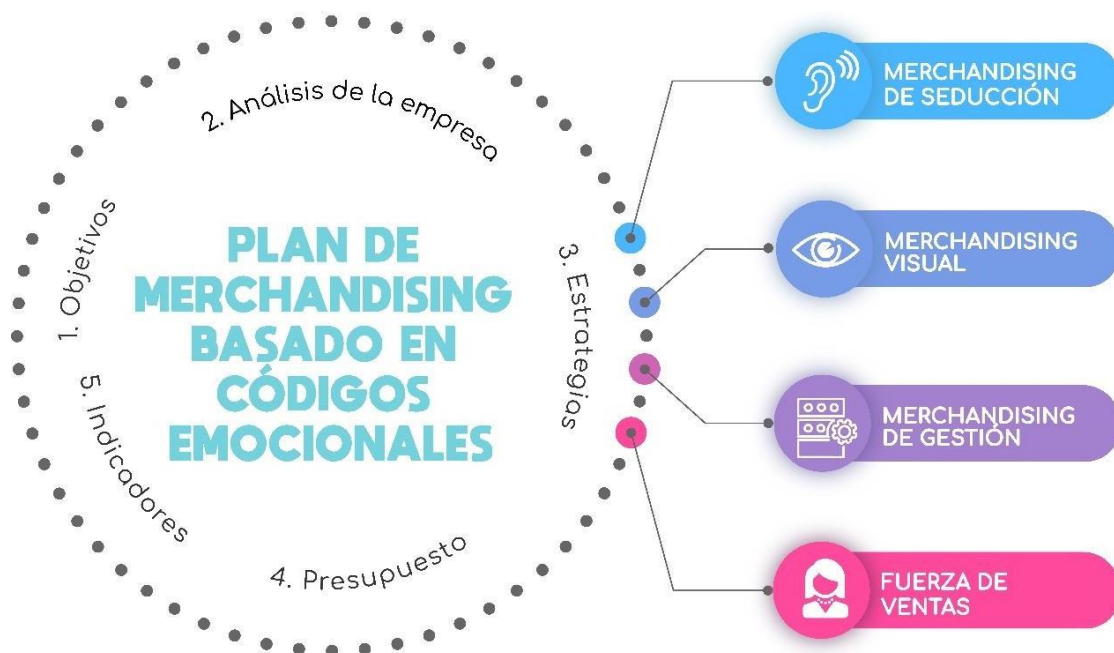 2. Análisis de la empresa
1. Objetivos
PLAN DE
MERCHANDISING
BASADO EN
CÓDIGOS
EMOCIONALES
3. Estrategias
5. Indicadores
4. Presupuesto
MERCHANDISING
DE SEDUCCIÓN
MERCHANDISING
VISUAL
MERCHANDISING
DE GESTIÓN
FUERZA DE
VENTAS